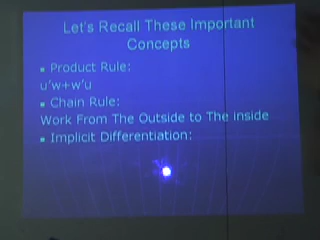 Let's Recall These Important
Concepts
Product Rule:
u'w+w'u
Chain Rule:
Work From The Outside to The inside
Implicit Differentiation: